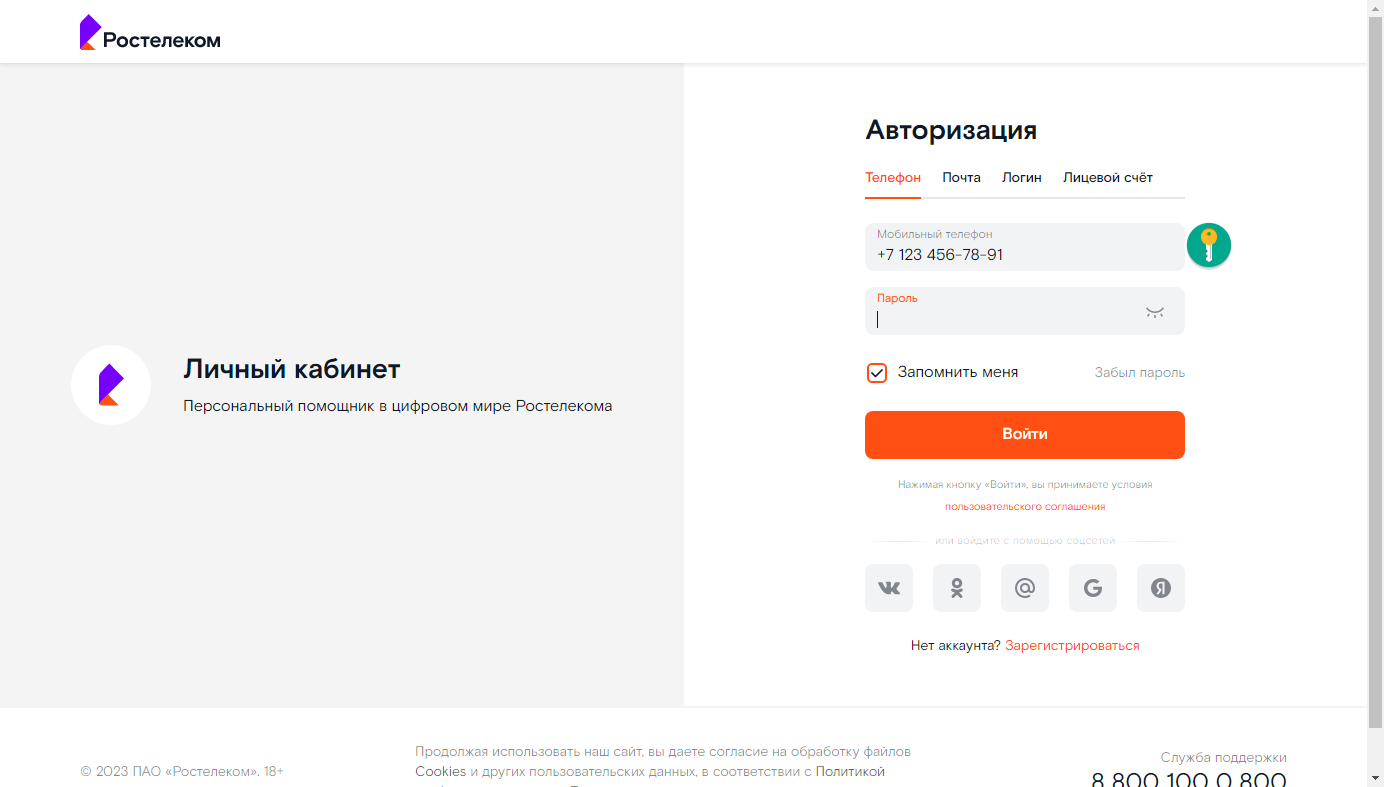 Ростелеком
Авторизация
Телефон Почта Логин Лицевой счёт
Мобильный телефон
+7 123 456-78-91
Пароль
Запомнить меня Забыл пароль
Войти
Нажимая кнопку «Войти», вы принимаете условия
пользовательского соглашения
или войдите с помощью соцсетей
Нет аккаунта? Зарегистрироваться
Личный кабинет
Персональный помощник в цифровом мире Ростелекома
© 2023 ПАО «Ростелеком». 18+
Продолжая использовать наш сайт, вы даете согласие на обработку файлов
Cookies и других пользовательских данных, в соответствии с Политикой
Служба поддержки
8 800 100 0 800